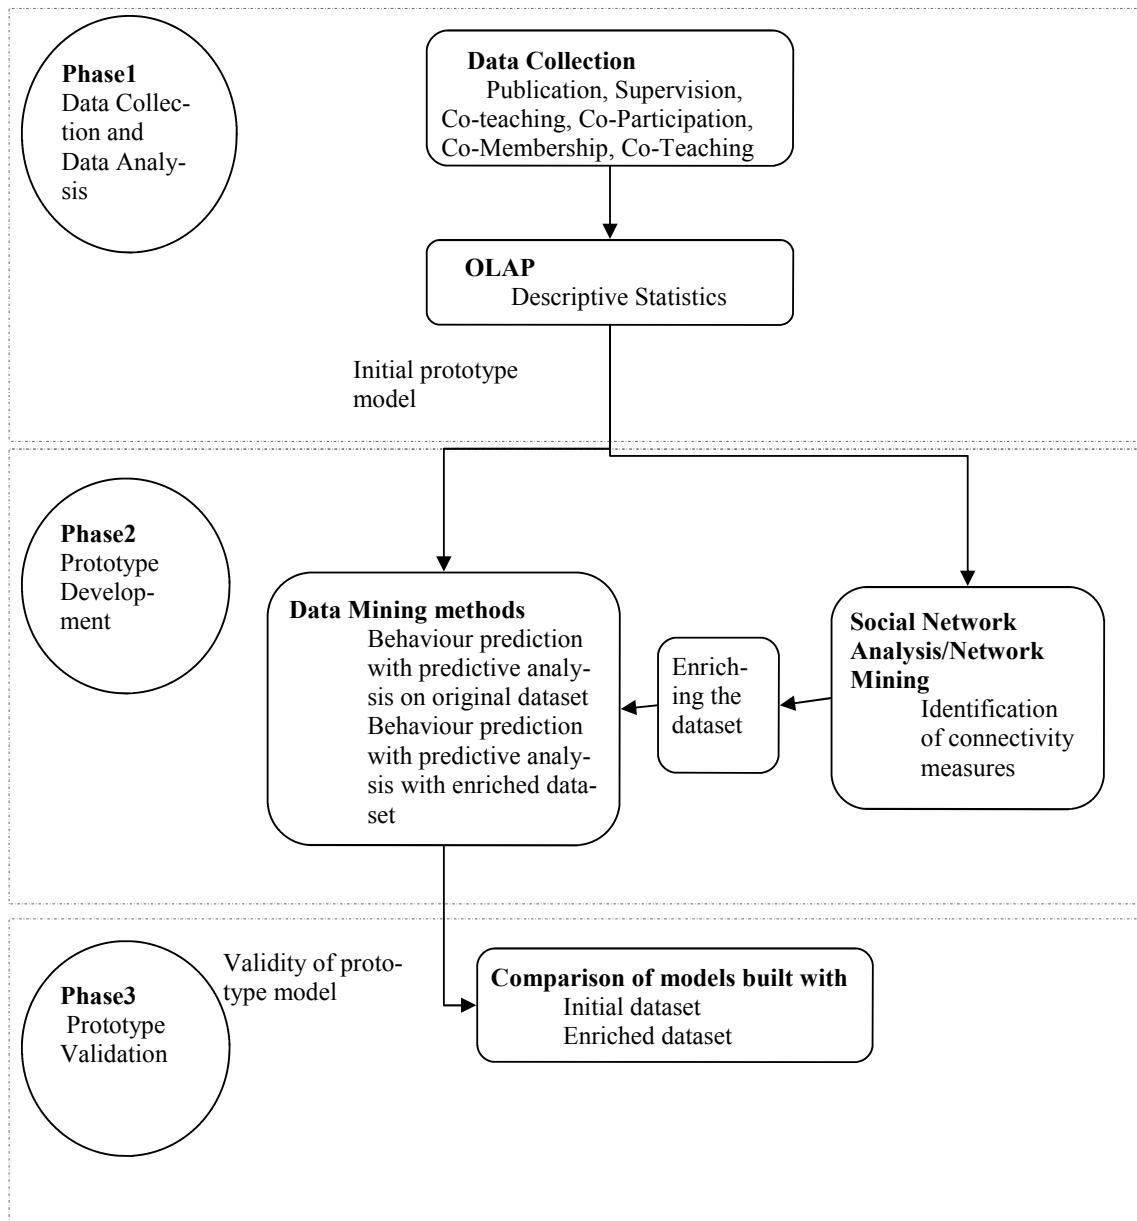 Phase1
Data Collec-
tion and
Data Analy-
sis
Data Collection
Publication, Supervision,
Co-teaching, Co-Participation,
Co-Membership, Co-Teaching
OLAP
Descriptive Statistics
Initial prototype
model
Phase2
Prototype
Develop-
ment
Data Mining methods
Behaviour prediction
with predictive analy-
sis on original dataset
Behaviour prediction
with predictive analy-
sis with enriched data-
set
Enrich-
ing the
dataset
Social Network
Analysis/Network
Mining
Identification
of connectivity
measures
Phase3
Prototype
Validation
Validity of proto-
type model
Comparison of models built with
Initial dataset
Enriched dataset